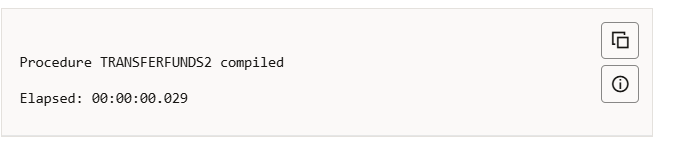 Procedure TRANSFERFUNDS2 compiled
Elapsed: 00:00:00.029